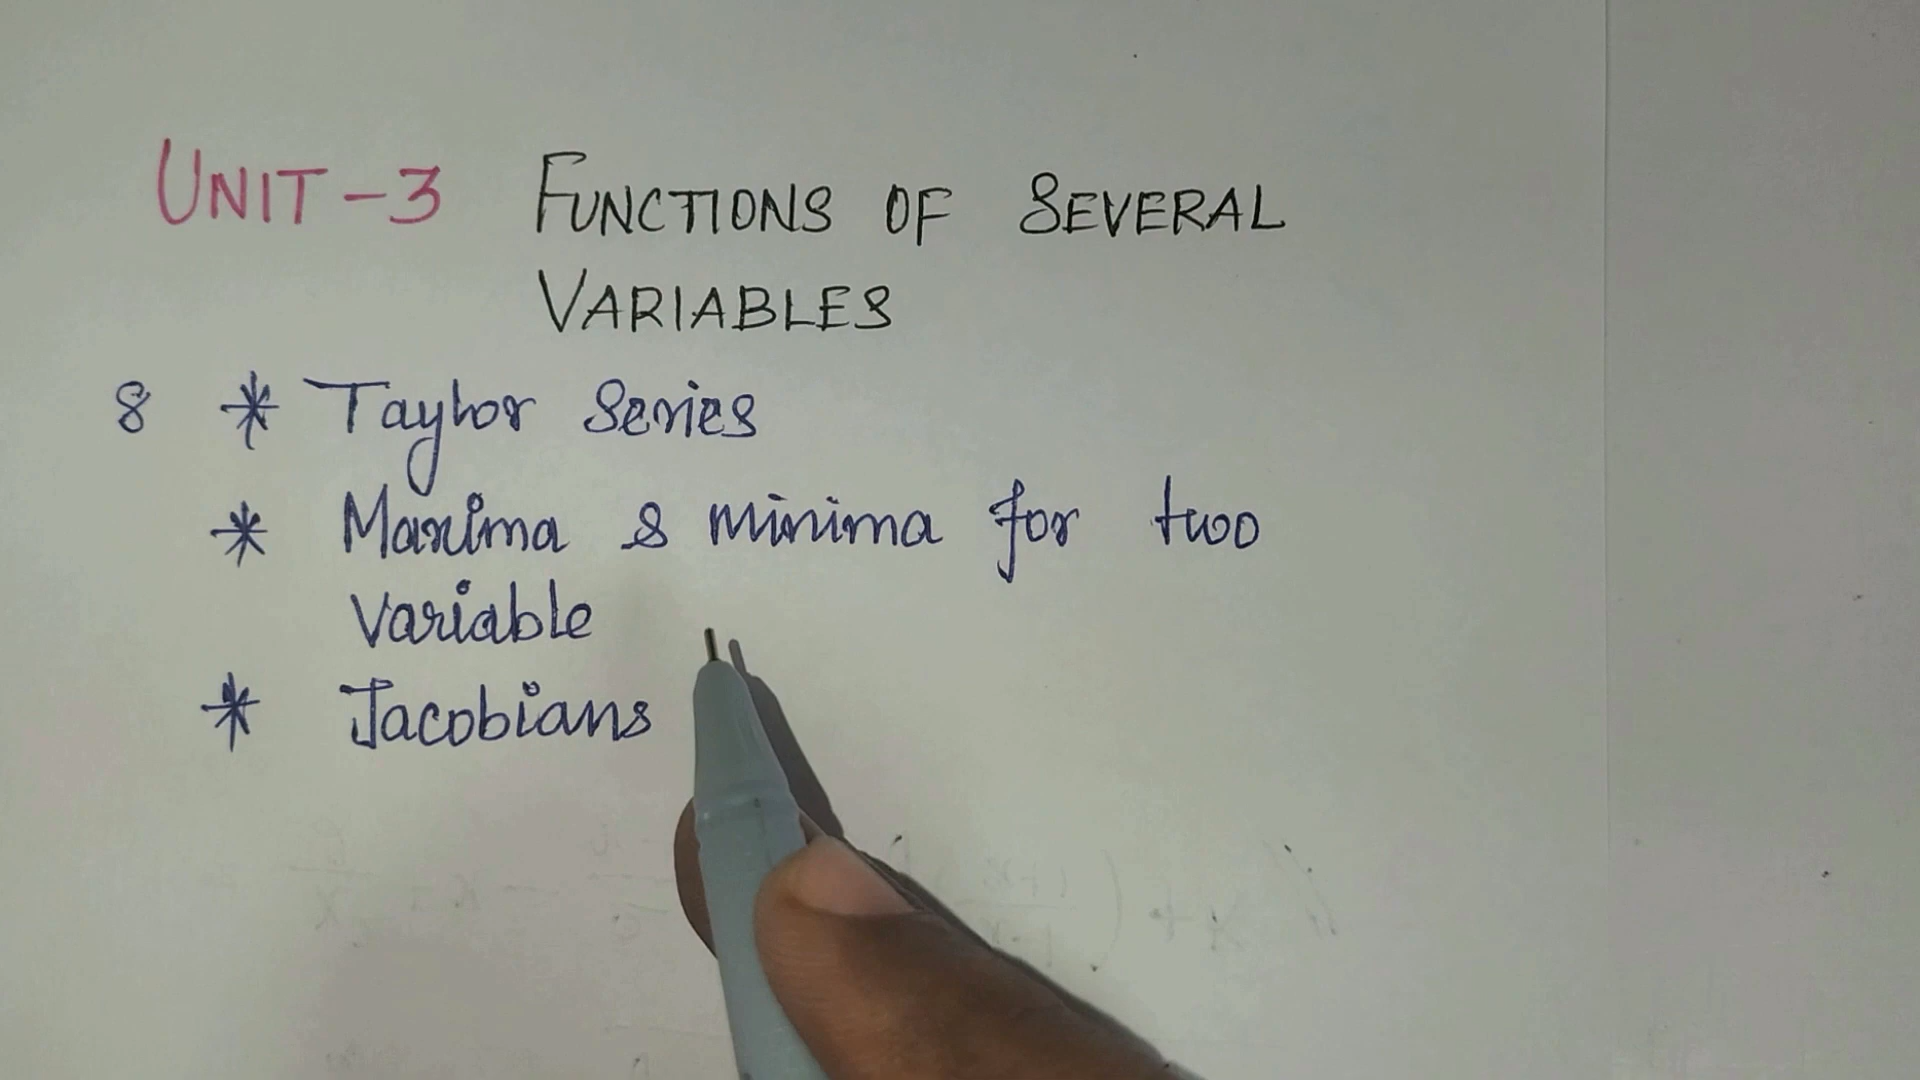 UNIT-3 FUNCTIONS OF SEVERAL
VARIABLES
8 * Taylor Series
* Maxima & minima for two
Variable
* Jacobians